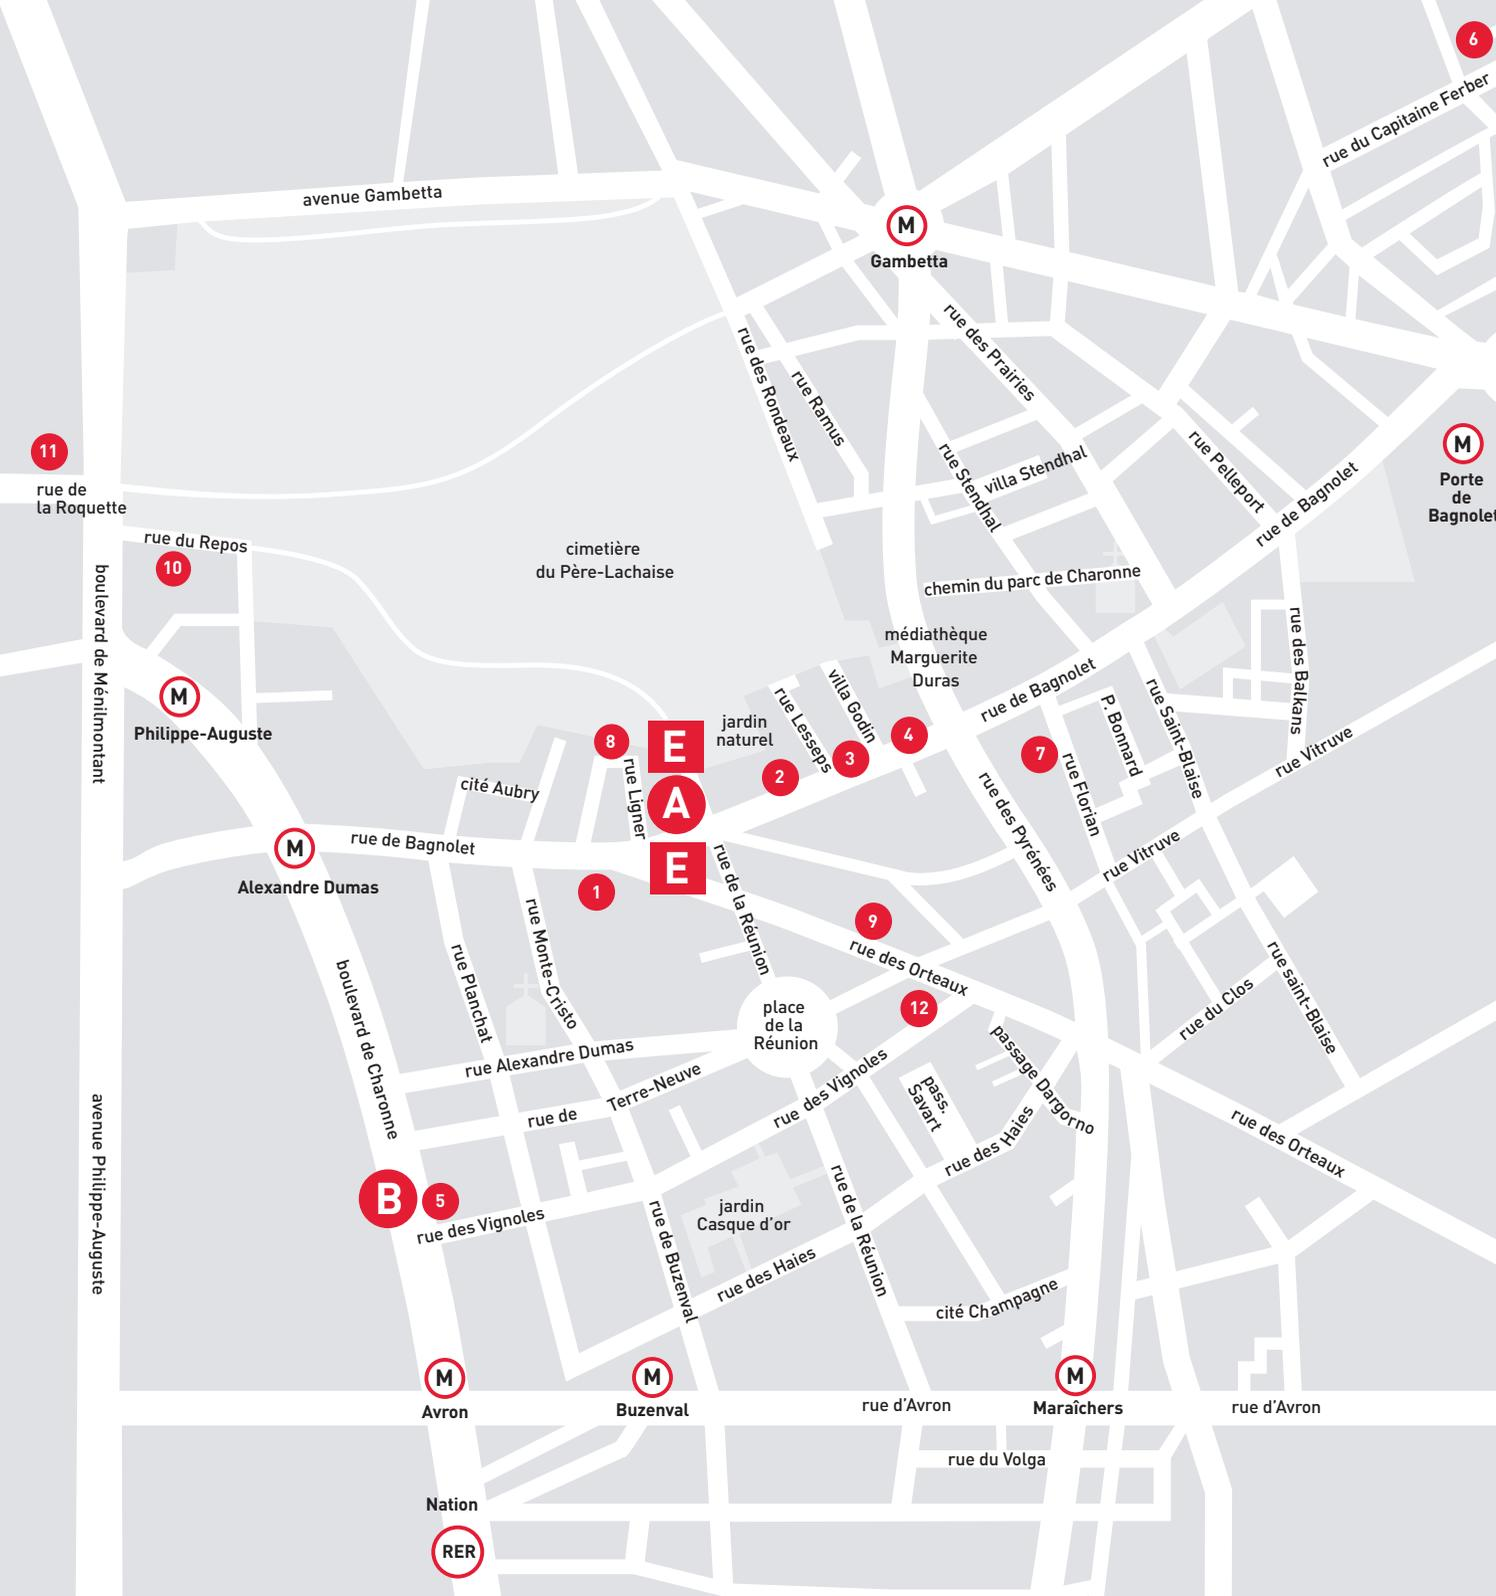 6
rue du Capitaine Ferber
avenue Gambetta
M
Gambetta
rue des Prairies
rue des Rondeaux
rue Ramus
11
rue de
la Roquette
rue Stendhal
villa Stendhal
rue Pelleport
rue de Bagnolet
M
Porte
de
Bagnolet
rue du Repos
10
cimetière
du Père-Lachaise
chemin du parc de Charonne
boulevard de Ménilmontant
médiathèque
Marguerite
Duras
rue des Balkans
M
Philippe-Auguste
rue de Bagnolet
villa Godin
rue Lesseps
P. Bonnard
rue Saint-Blaise
rue Vitruve
8
E
jardin
naturel
4
3
2
7
rue Florian
rue Ligner
A
cité Aubry
rue de Bagnolet
M
Alexandre Dumas
E
1
rue des Pyrénées
rue Vitruve
rue de la Réunion
9
rue des Orteaux
rue Monte-Cristo
rue Planchat
boulevard de Charonne
12
place
de la
Réunion
rue du Clos
rue saint-Blaise
rue Alexandre Dumas
rue de Terre-Neuve
rue des Vignoles
passage Dargorno
pass.
Savart
rue des Haies
rue des Orteaux
avenue Philippe-Auguste
B
5
rue des Vignoles
jardin
Casque d'or
rue de Buzenval
rue des Haies
rue de la Réunion
cité Champagne
M
Avron
M
Buzenval
rue d'Avron
M
Maraîchers
rue d'Avron
rue du Volga
Nation
RER